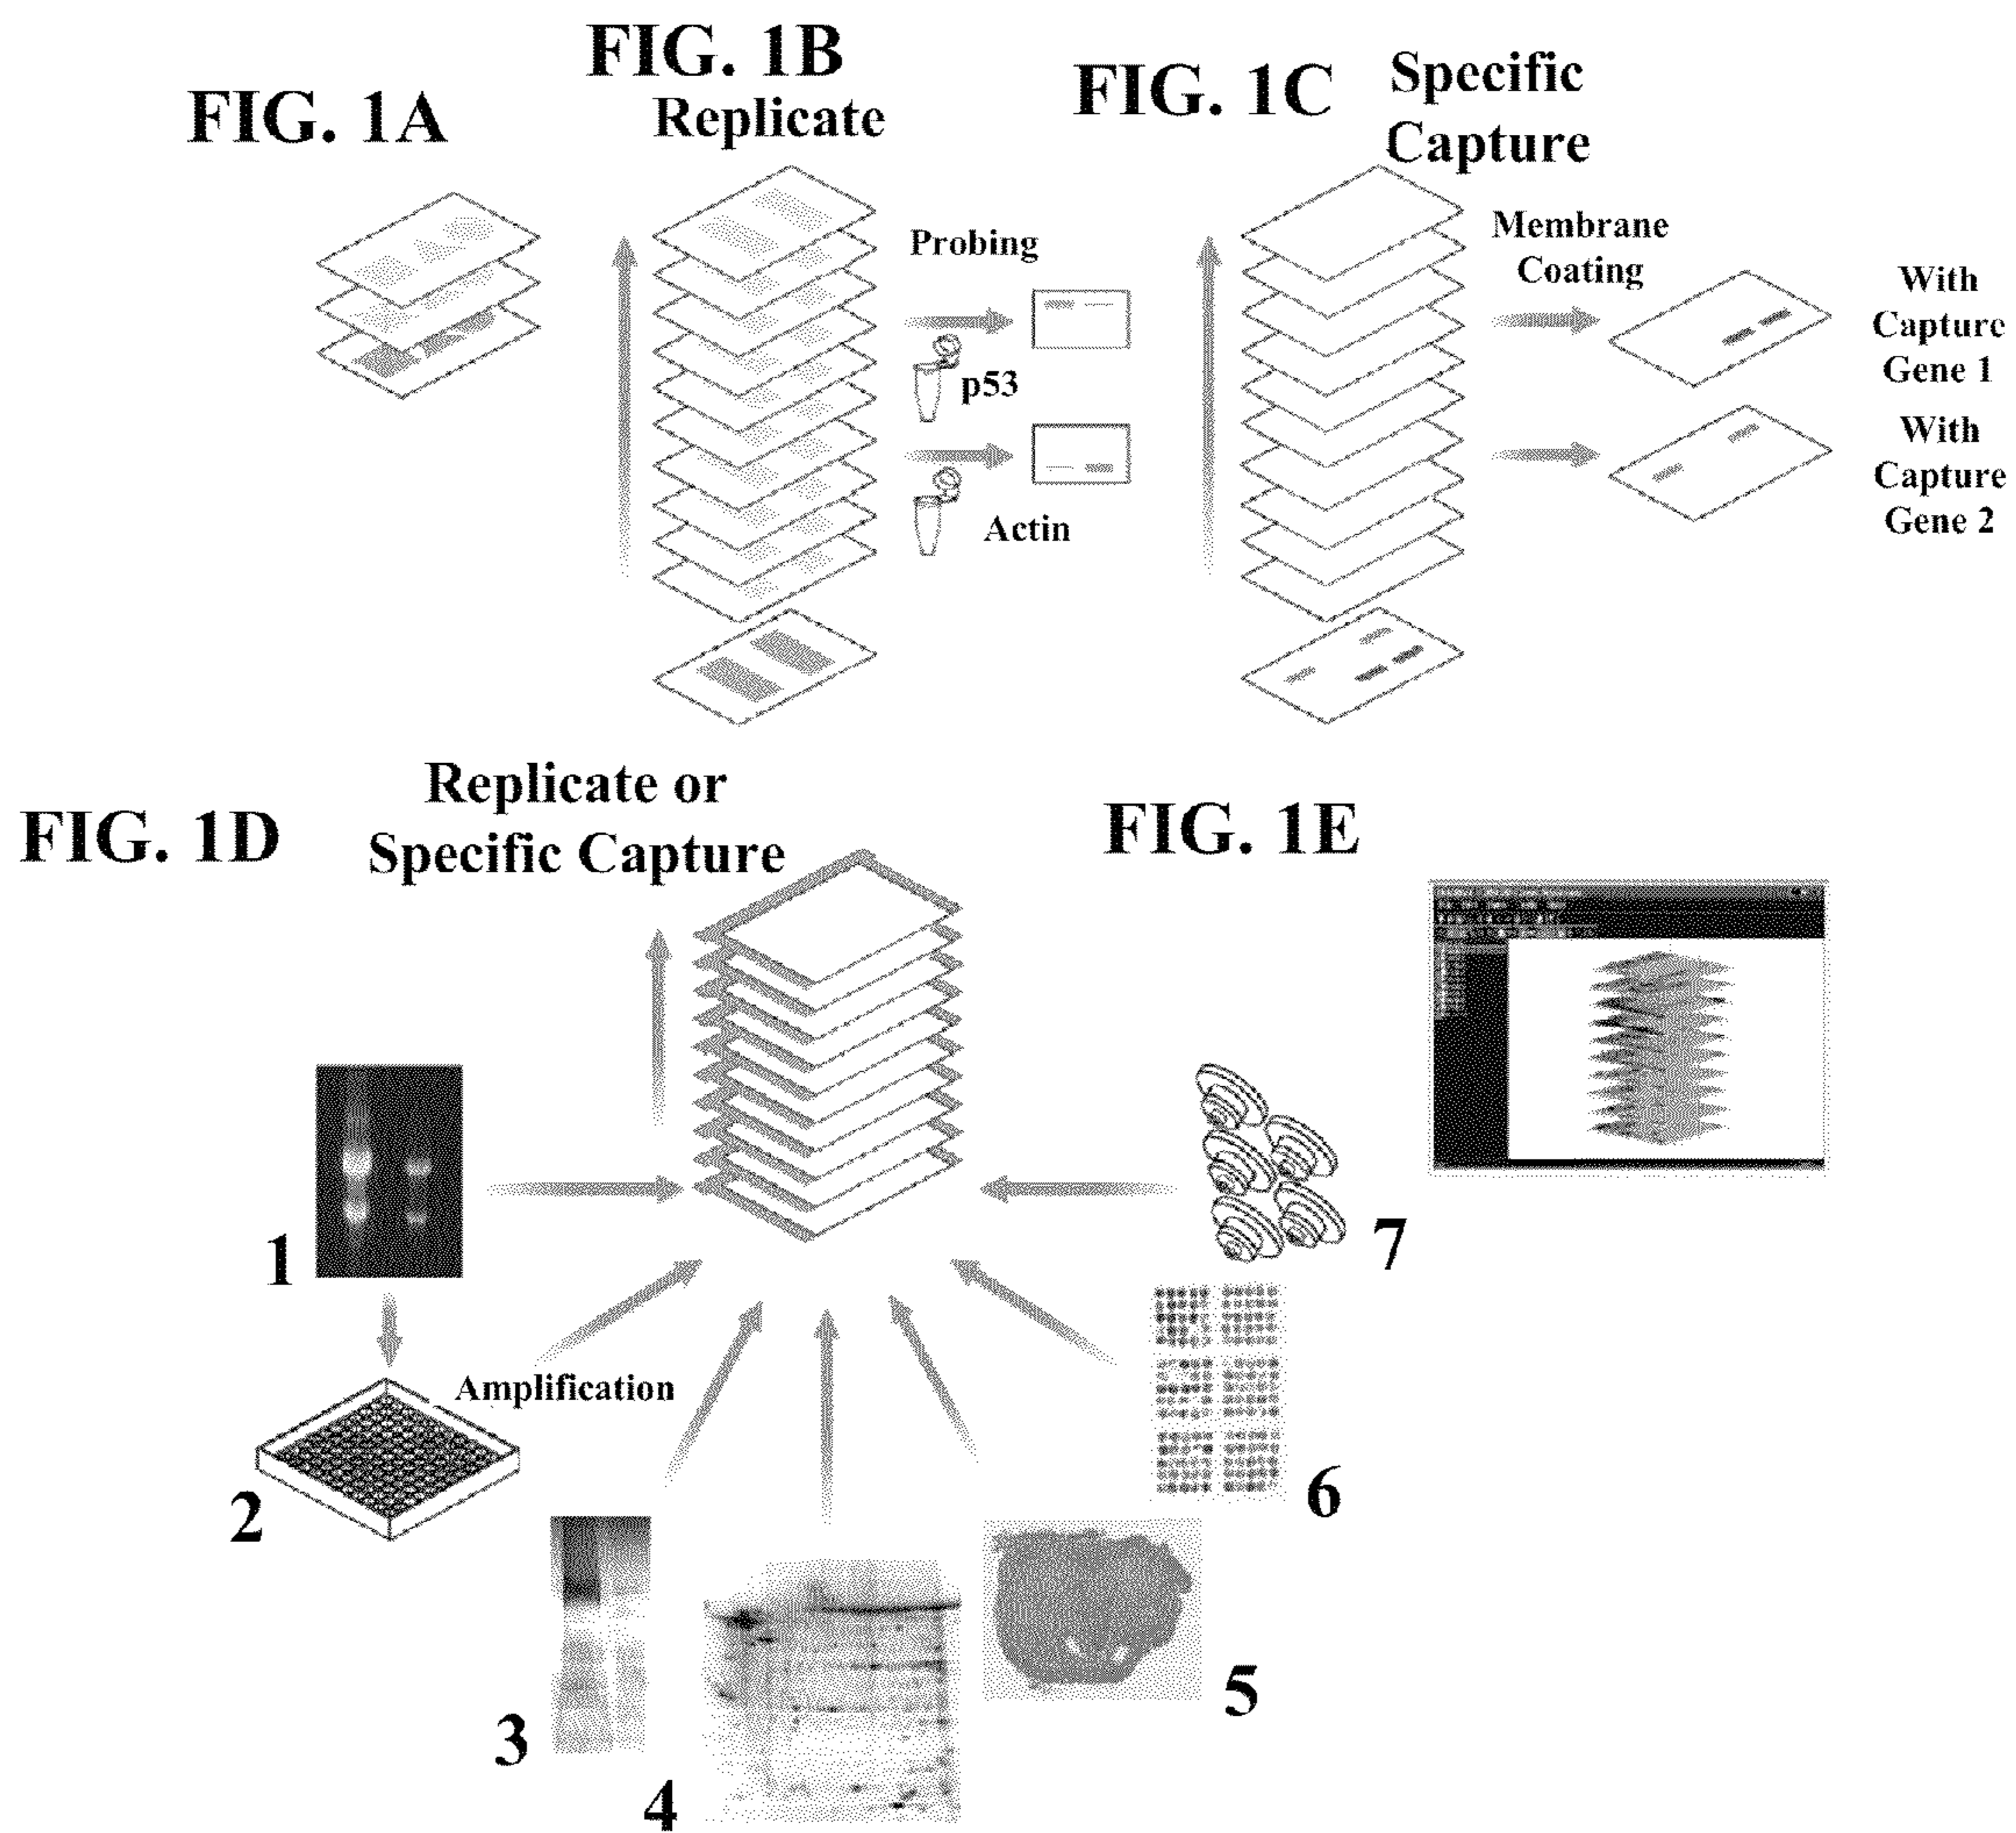 FIG. 1A
FIG. 1B
Replicate
Probing
p53
Actin
FIG. 1C
Specific
Capture
Membrane
Coating
With
Capture
Gene 1
With
Capture
Gene 2
FIG. 1D
Replicate or
Specific Capture
1
2
Amplification
3
4
5
6
7
FIG. 1E